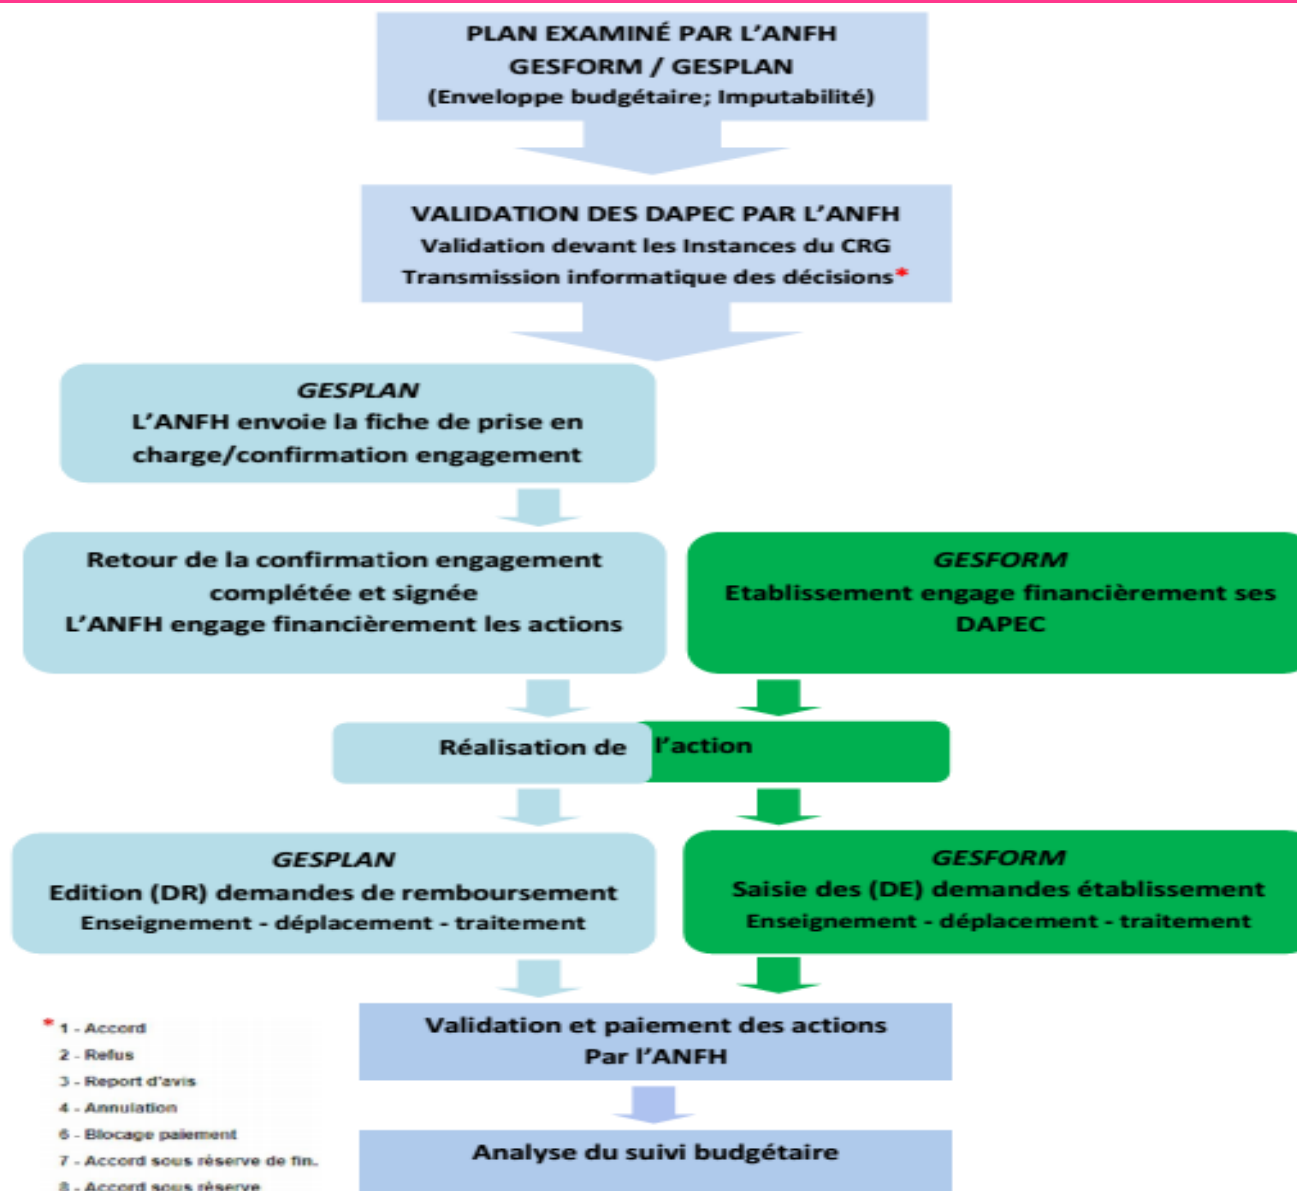 PLAN EXAMINÉ PAR L'ANFH
GESFORM / GESPLAN
(Enveloppe budgétaire; Imputabilité)
VALIDATION DES DAPEC PAR L'ANFH
Validation devant les Instances du CRG
Transmission informatique des décisions*
GESPLAN
L'ANFH envoie la fiche de prise en
charge/confirmation engagement
Retour de la confirmation engagement
complétée et signée
L'ANFH engage financièrement les actions
GESFORM
Etablissement engage financièrement ses
DAPEC
Réalisation de l'action
GESPLAN
Edition (DR) demandes de remboursement
Enseignement - déplacement - traitement
GESFORM
Saisie des (DE) demandes établissement
Enseignement - déplacement - traitement
Validation et paiement des actions
Par l'ANFH
Analyse du suivi budgétaire
* 1 - Accord
2 - Refus
3 - Report d'avis
4 - Annulation
6 - Blocage paiement
7 - Accord sous réserve de fin.
8 - Accord sous réserve